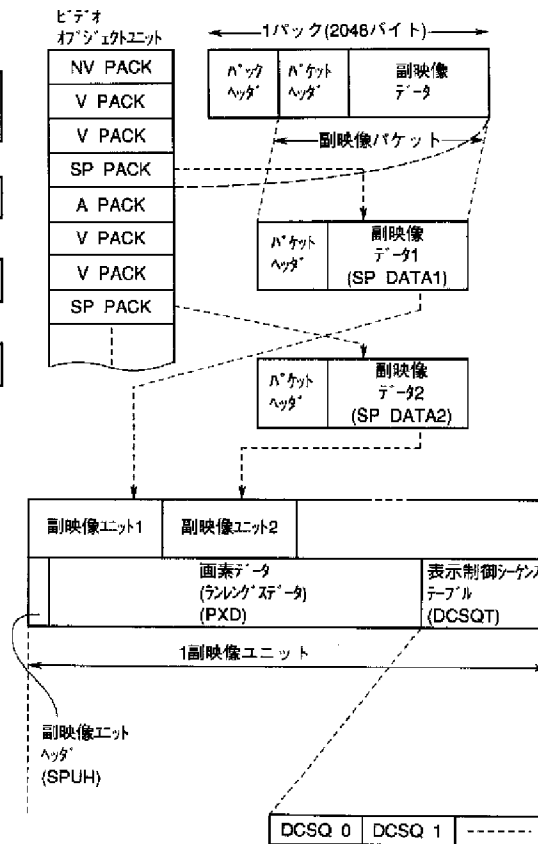 ビデオ
オブジェクトユニット
NV PACK
V PACK
V PACK
SP PACK
A PACK
V PACK
V PACK
SP PACK
1パック(2048バイト)
パック
ヘッダ
パケット
ヘッダ
副映像
データ
副映像パケット
パケット
ヘッダ
副映像
データ1
(SP DATA1)
パケット
ヘッダ
副映像
データ2
(SP DATA2)
副映像ユニット1
副映像ユニット2
画素データ
(ランレングスデータ)
(PXD)
表示制御シーケンス
テーブル
(DCSQT)
1副映像ユニット
副映像ユニット
ヘッダ
(SPUH)
DCSQ 0
DCSQ 1